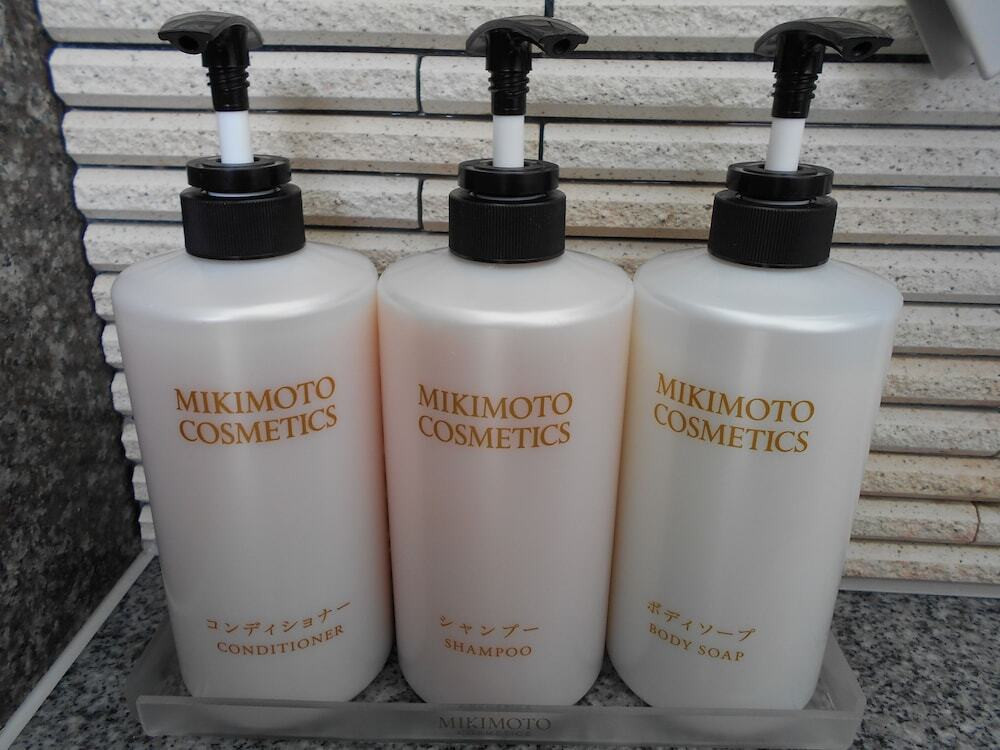 MIKIMOTO
COSMETICS
コンディショナー
CONDITIONER
MIKIMOTO
COSMETICS
シャンプー
SHAMPOO
MIKIMOTO
COSMETICS
ボディソープ
BODY SOAP
MIKIMOTO
COSMETICS